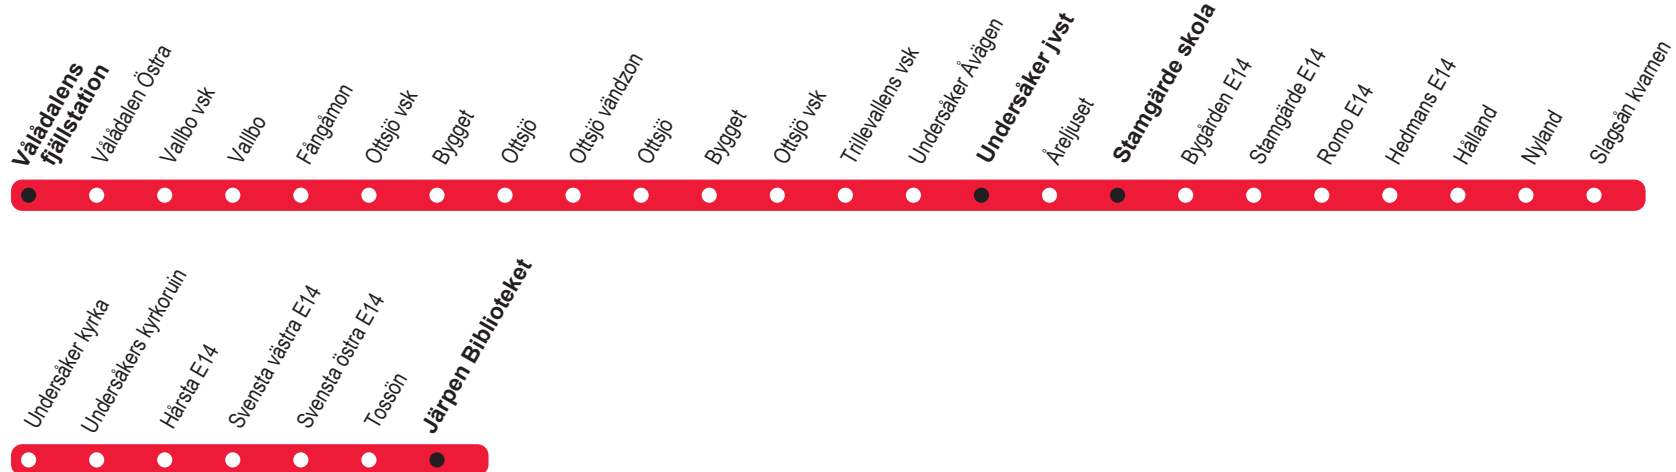 Vålådalens
fjällstation
Vålådalen Östra
Vallbo vsk
Vallbo
Fångåmon
Ottsjö vsk
Bygget
Ottsjö
Ottsjö vändzon
Ottsjö
Bygget
Ottsjö vsk
Trillevallens vsk
Undersåker Åvägen
Undersåker jvst
Årejuset
Stamgärde skola
Bygården E14
Stamgärde E14
Romo E14
Hedmans E14
Hålland
Nyland
Slagsån kvarnen
Undersåker kyrka
Undersåkers kyrkoruin
Hårsta E14
Svensta västra E14
Svensta östra E14
Tossön
Järpen Biblioteket